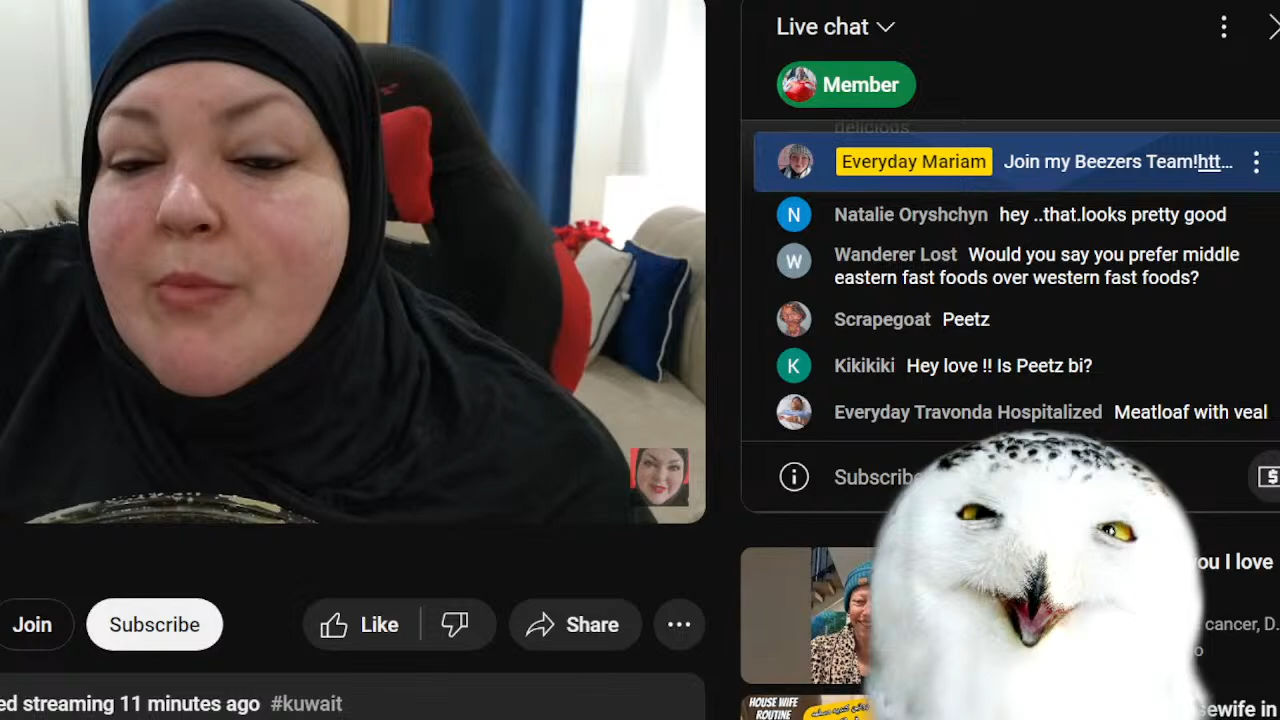 Live chat
Member
delicious
Everyday Mariam Join my Beezers Team!htt...
Natalie Oryshchyn hey ..that.looks pretty good
Wanderer Lost Would you say you prefer middle
eastern fast foods over western fast foods?
Scrapegoat Peetz
Kikikiki Hey love !! Is Peetz bi?
Everyday Travonda Hospitalized Meatloaf with veal
N
W
K
Subscribe
$
ou I love
cancer, D.
o
HOUSE WIFE
ROUTINE
sewife in
Join
Subscribe
Like
Share
ed streaming 11 minutes ago #kuwait